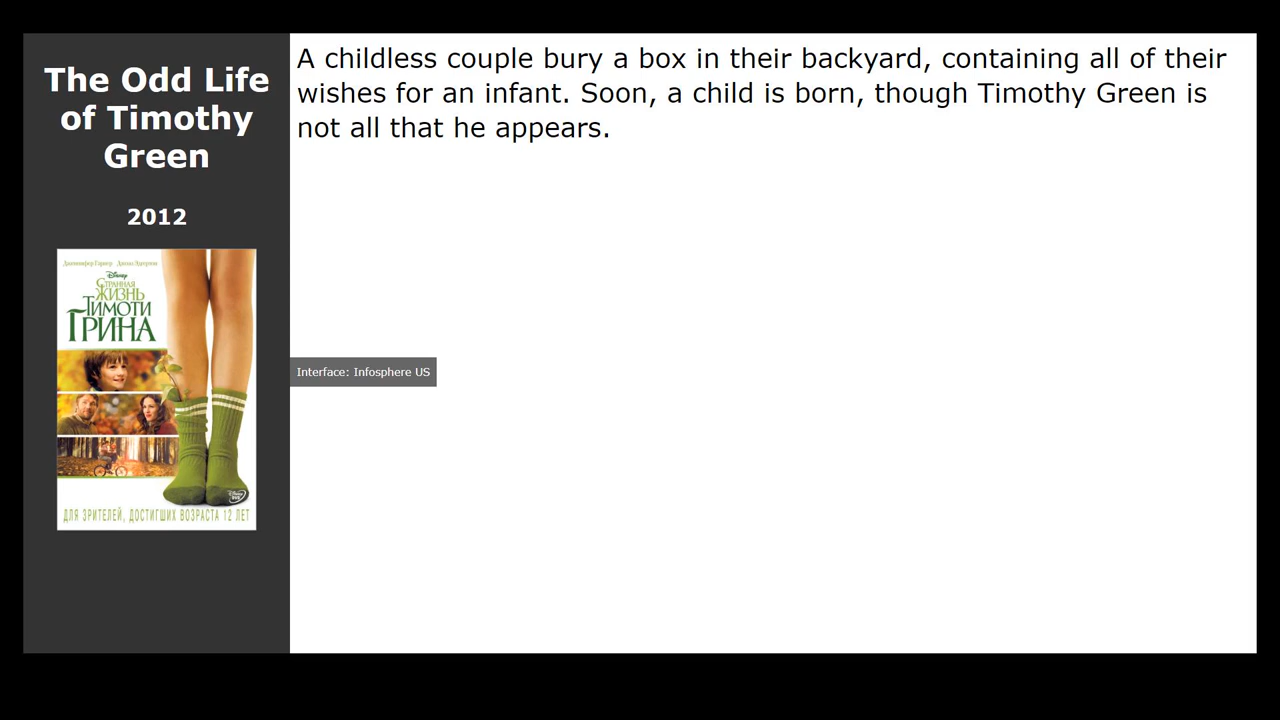 The Odd Life
of Timothy
Green
2012
Дженнифер Гарнер Джоэл Эдгертон
Disney
СТРАННАЯ
ЖИЗНЬ
ТИМОТИ
ГРИНА
Disney
DVD
ДЛЯ ЗРИТЕЛЕЙ, ДОСТИГШИХ ВОЗРАСТА 12 ЛЕТ
A childless couple bury a box in their backyard, containing all of their
wishes for an infant. Soon, a child is born, though Timothy Green is
not all that he appears.
Interface: Infosphere US